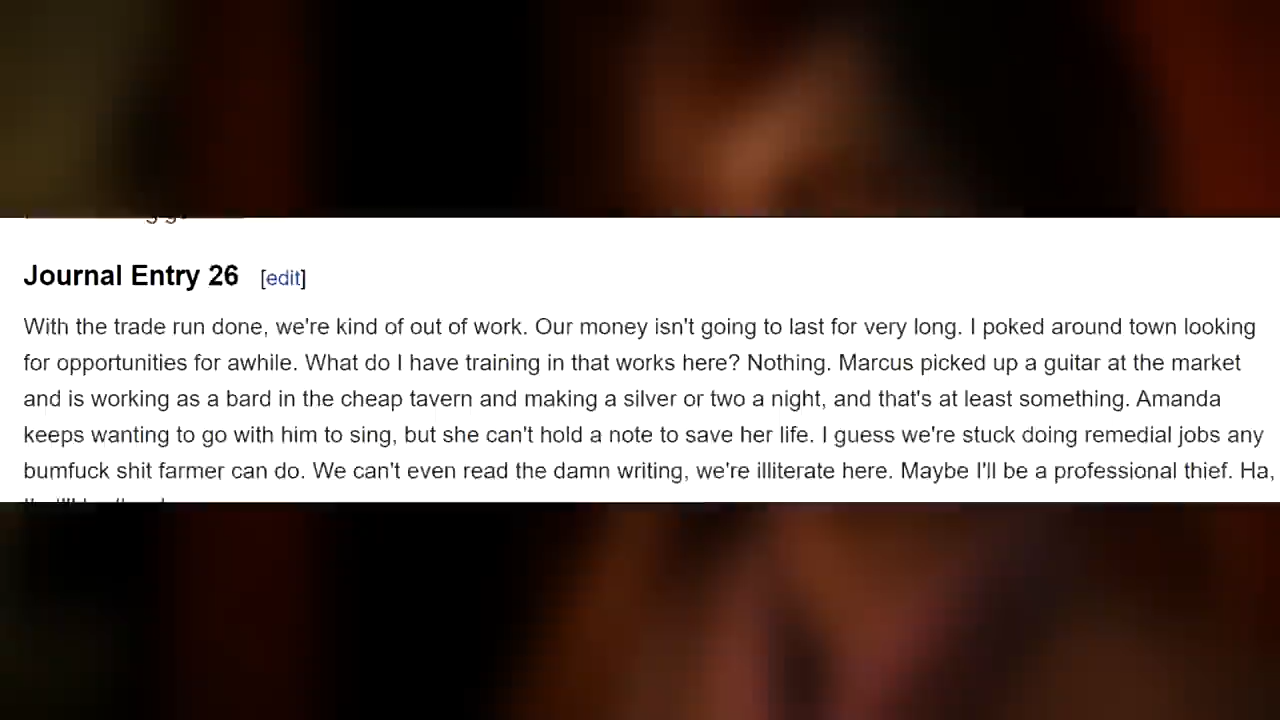 Journal Entry 26 [edit]
With the trade run done, we're kind of out of work. Our money isn't going to last for very long. I poked around town looking
for opportunities for awhile. What do I have training in that works here? Nothing. Marcus picked up a guitar at the market
and is working as a bard in the cheap tavern and making a silver or two a night, and that's at least something. Amanda
keeps wanting to go with him to sing, but she can't hold a note to save her life. I guess we're stuck doing remedial jobs any
bumfuck shit farmer can do. We can't even read the damn writing, we're illiterate here. Maybe I'll be a professional thief. Ha,